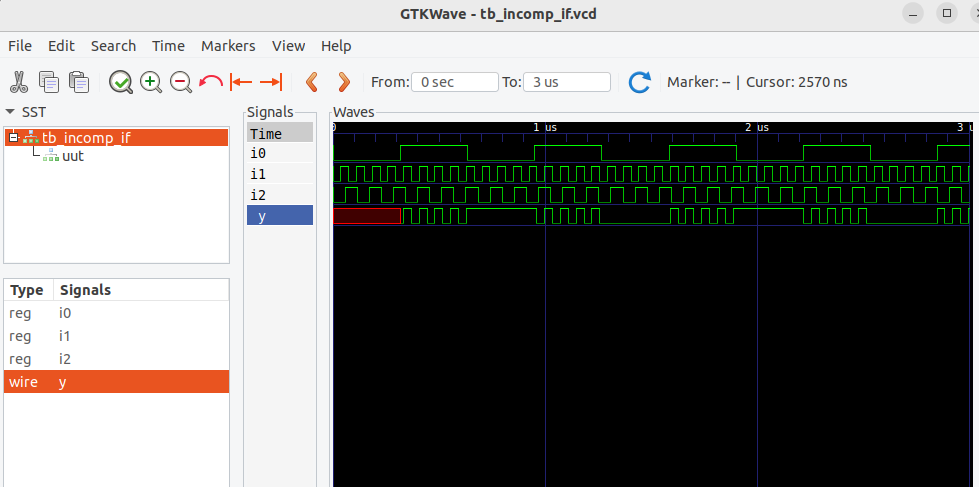 GTKWave - tb_incomp_if.vcd
File Edit Search Time Markers View Help
From: 0 sec To: 3 us Marker: -- | Cursor: 2570 ns
SST
tb_incomp_if
uut
Type Signals
reg i0
reg i1
reg i2
wire y
Signals
Time
i0
i1
i2
y
Waves
0 1 us 2 us 3 u